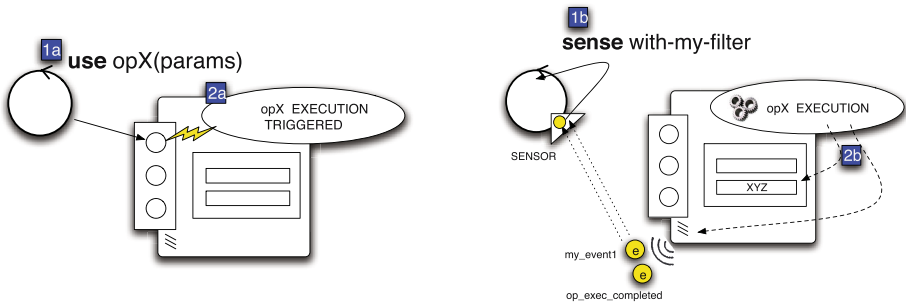 1a
use opX(params)
2a
opX EXECUTION
TRIGGERED
1b
sense with-my-filter
opX EXECUTION
SENSOR
2b
XYZ
my_event1
e
e
op_exec_completed